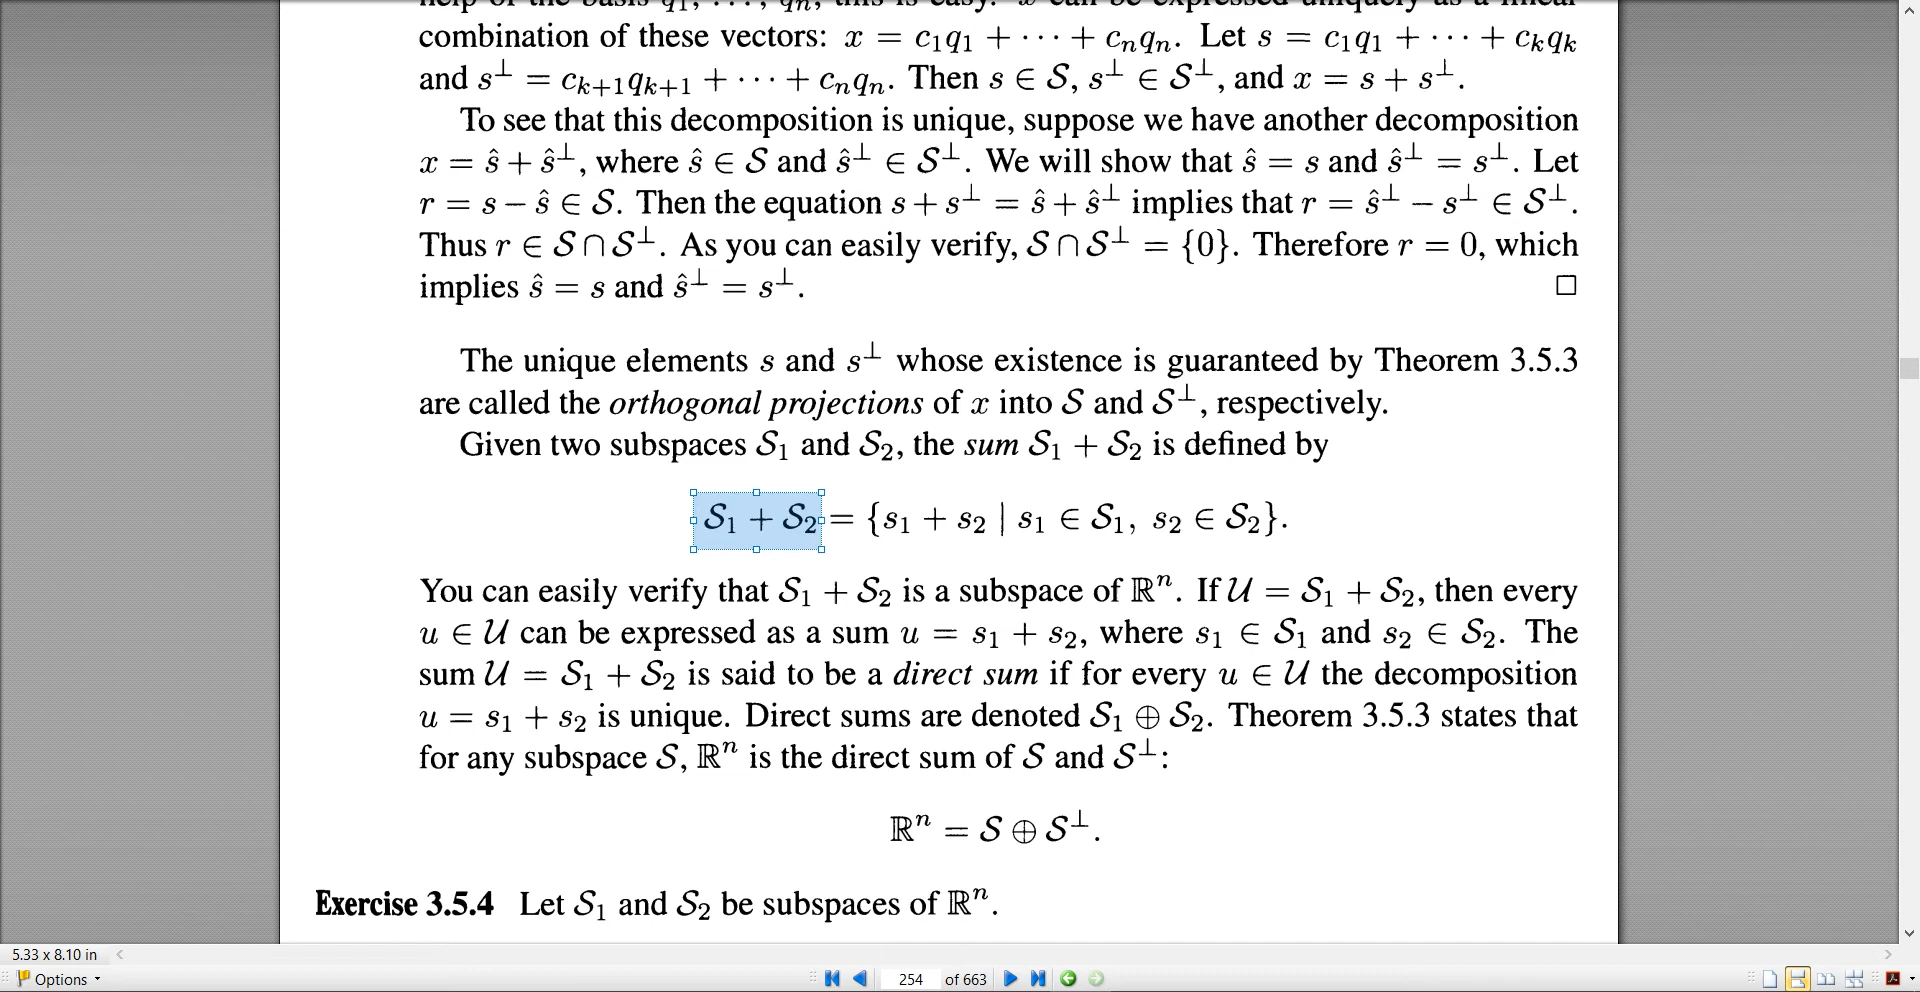 combination of these vectors: x = c₁q₁ + ··· + cₙqₙ. Let s = c₁q₁ + ··· + cₖqₖ
and s⊥ = cₖ₊₁qₖ₊₁ + ··· + cₙqₙ. Then s ∈ 𝒮, s⊥ ∈ 𝒮⊥, and x = s + s⊥.
To see that this decomposition is unique, suppose we have another decomposition
x = ŝ + ŝ⊥, where ŝ ∈ 𝒮 and ŝ⊥ ∈ 𝒮⊥. We will show that ŝ = s and ŝ⊥ = s⊥. Let
r = s − ŝ ∈ 𝒮. Then the equation s + s⊥ = ŝ + ŝ⊥ implies that r = ŝ⊥ − s⊥ ∈ 𝒮⊥.
Thus r ∈ 𝒮 ∩ 𝒮⊥. As you can easily verify, 𝒮 ∩ 𝒮⊥ = {0}. Therefore r = 0, which
implies ŝ = s and ŝ⊥ = s⊥. □
The unique elements s and s⊥ whose existence is guaranteed by Theorem 3.5.3
are called the orthogonal projections of x into 𝒮 and 𝒮⊥, respectively.
Given two subspaces 𝒮₁ and 𝒮₂, the sum 𝒮₁ + 𝒮₂ is defined by
𝒮₁ + 𝒮₂ = {s₁ + s₂ | s₁ ∈ 𝒮₁, s₂ ∈ 𝒮₂}.
You can easily verify that 𝒮₁ + 𝒮₂ is a subspace of ℝⁿ. If 𝒰 = 𝒮₁ + 𝒮₂, then every
u ∈ 𝒰 can be expressed as a sum u = s₁ + s₂, where s₁ ∈ 𝒮₁ and s₂ ∈ 𝒮₂. The
sum 𝒰 = 𝒮₁ + 𝒮₂ is said to be a direct sum if for every u ∈ 𝒰 the decomposition
u = s₁ + s₂ is unique. Direct sums are denoted 𝒮₁ ⊕ 𝒮₂. Theorem 3.5.3 states that
for any subspace 𝒮, ℝⁿ is the direct sum of 𝒮 and 𝒮⊥:
ℝⁿ = 𝒮 ⊕ 𝒮⊥.
Exercise 3.5.4 Let 𝒮₁ and 𝒮₂ be subspaces of ℝⁿ.
5.33 x 8.10 in
Options 254 of 663